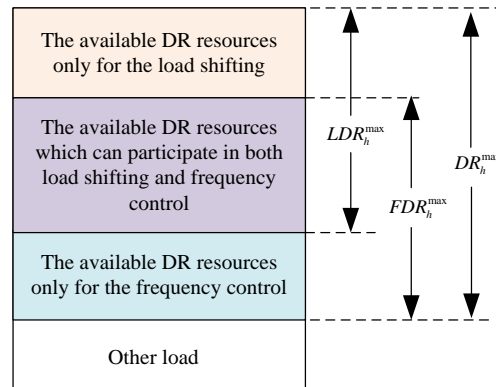 The available DR resources
only for the load shifting
The available DR resources
which can participate in both
load shifting and frequency
control
The available DR resources
only for the frequency control
Other load
LDR_h^max
FDR_h^max
DR_h^max